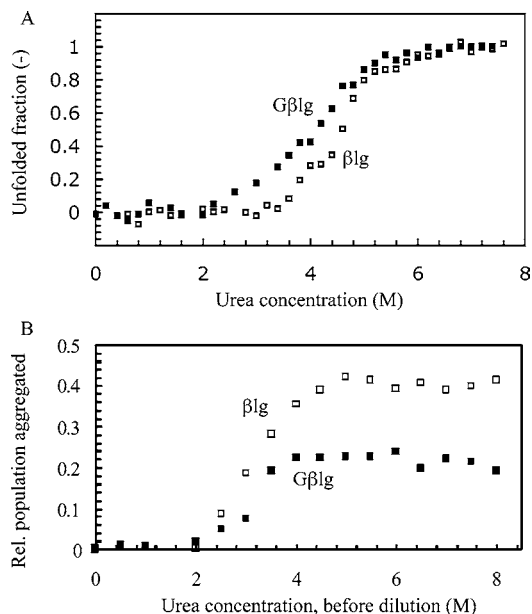 A
1
0.8
0.6
0.4
0.2
0
Unfolded fraction (-)
Gβlg
βlg
0 2 4 6 8
Urea concentration (M)
B
0.5
0.4
0.3
0.2
0.1
0
Rel. population aggregated
βlg
Gβlg
0 2 4 6 8
Urea concentration, before dilution (M)